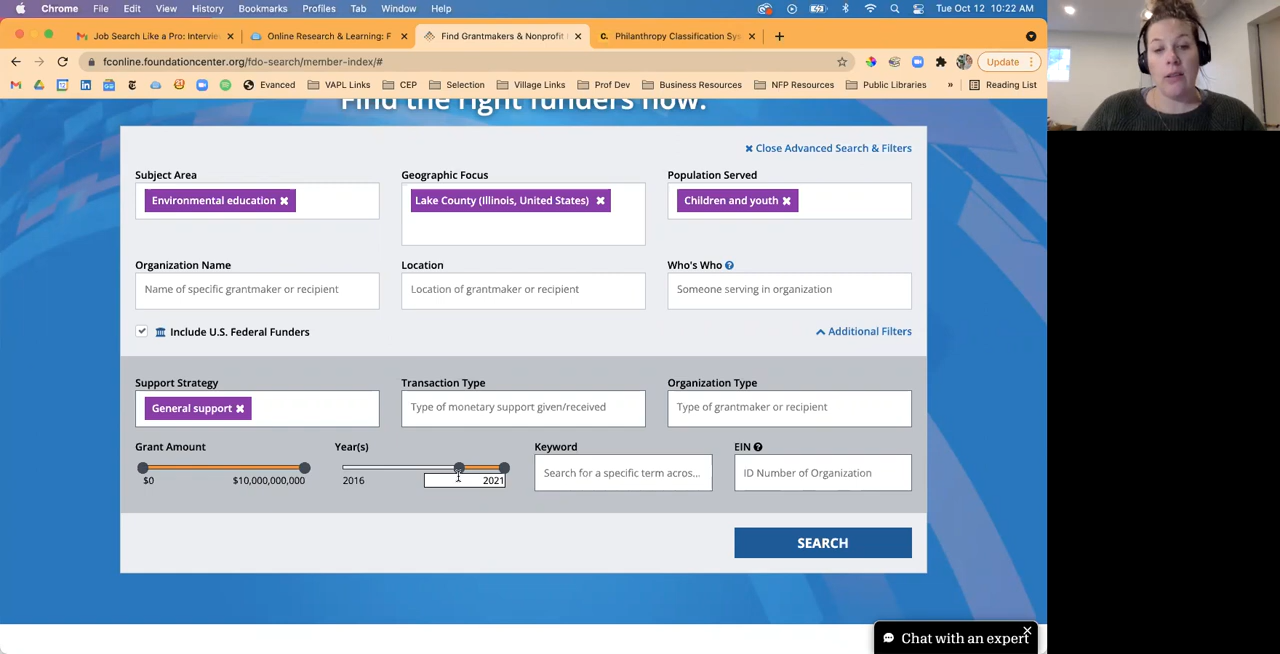 Chrome File Edit View History Bookmarks Profiles Tab Window Help Tue Oct 12 10:22 AM
Job Search Like a Pro: Intervie
Online Research & Learning: F
Find Grantmakers & Nonprofit
Philanthropy Classification Sys
fconline.foundationcenter.org/fdo-search/member-index/#
Update
Evanced VAPL Links CEP Selection Village Links Prof Dev Business Resources NFP Resources Public Libraries » Reading List
Find the right funders now.
Close Advanced Search & Filters
Subject Area Geographic Focus Population Served
Environmental education Lake County (Illinois, United States) Children and youth
Organization Name Location Who's Who
Name of specific grantmaker or recipient Location of grantmaker or recipient Someone serving in organization
Include U.S. Federal Funders Additional Filters
Support Strategy Transaction Type Organization Type
General support Type of monetary support given/received Type of grantmaker or recipient
Grant Amount Year(s) Keyword EIN
Search for a specific term acros... ID Number of Organization
$0 $10,000,000,000 2016 2021
SEARCH
Chat with an expert